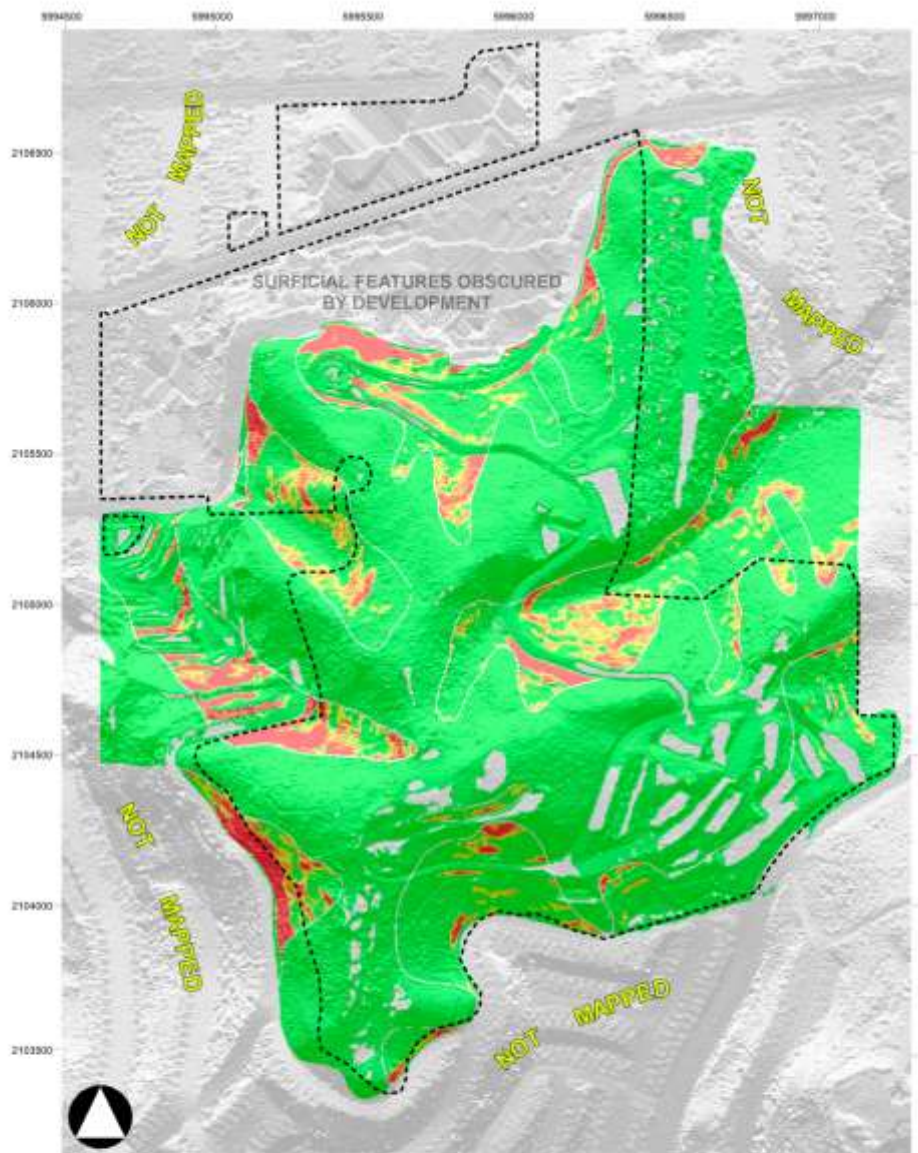 5994500 5995000 5995500 5996000 5996500 5997000
NOT MAPPED
2106500
NOT MAPPED
SURFICIAL FEATURES OBSCURED
BY DEVELOPMENT
2106000
2105500
2105000
2104500
NOT MAPPED
2104000
NOT MAPPED
2103500